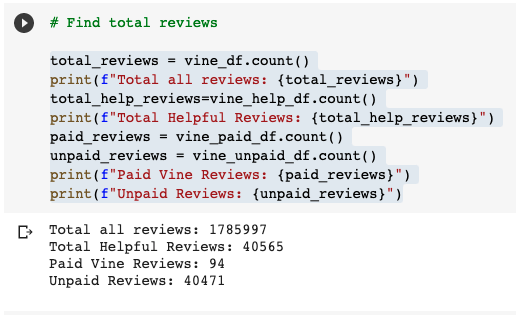 # Find total reviews
total_reviews = vine_df.count()
print(f"Total all reviews: {total_reviews}")
total_help_reviews=vine_help_df.count()
print(f"Total Helpful Reviews: {total_help_reviews}")
paid_reviews = vine_paid_df.count()
unpaid_reviews = vine_unpaid_df.count()
print(f"Paid Vine Reviews: {paid_reviews}")
print(f"Unpaid Reviews: {unpaid_reviews}")
Total all reviews: 1785997
Total Helpful Reviews: 40565
Paid Vine Reviews: 94
Unpaid Reviews: 40471